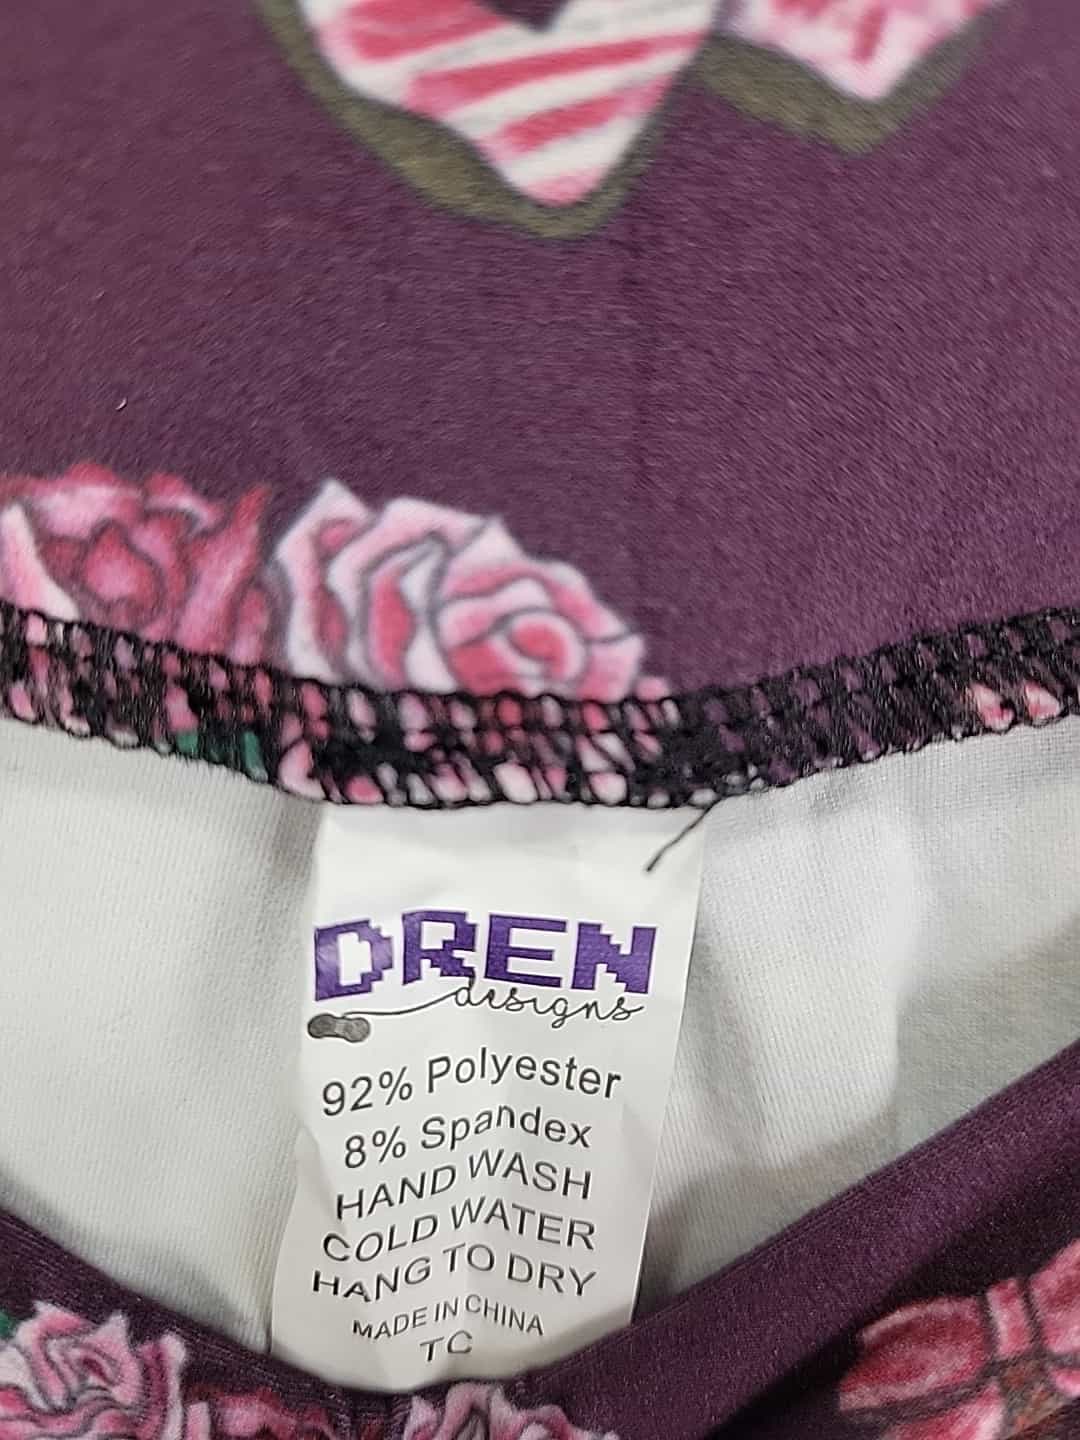 DREN
designs
92% Polyester
8% Spandex
HAND WASH
COLD WATER
HANG TO DRY
MADE IN CHINA
TC